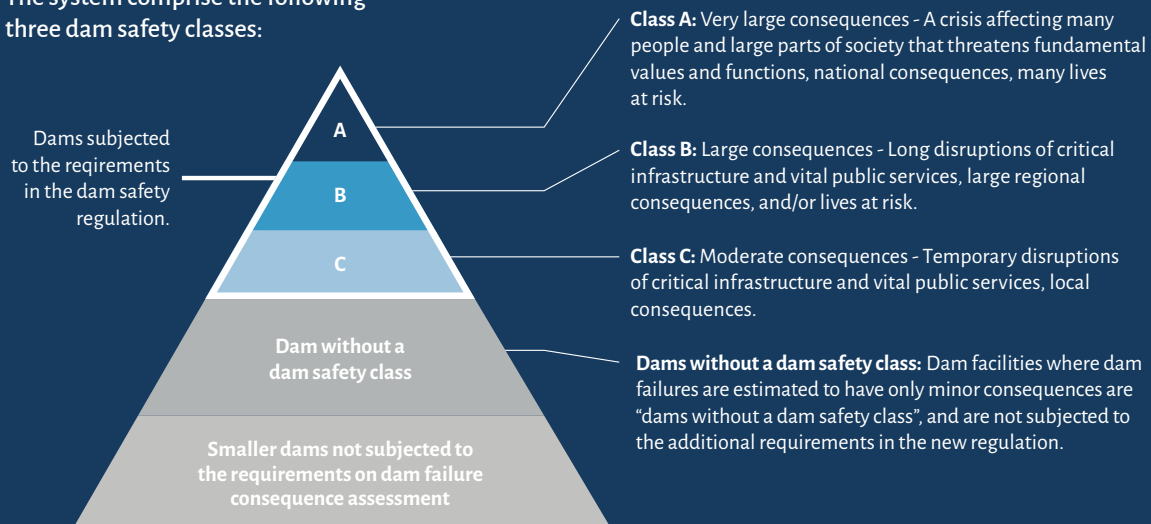 The system comprise the following
three dam safety classes:
Dams subjected
to the reqirements
in the dam safety
regulation.
A
B
C
Dam without a
dam safety class
Smaller dams not subjected to
the requirements on dam failure
consequence assessment
Class A: Very large consequences - A crisis affecting many
people and large parts of society that threatens fundamental
values and functions, national consequences, many lives
at risk.
Class B: Large consequences - Long disruptions of critical
infrastructure and vital public services, large regional
consequences, and/or lives at risk.
Class C: Moderate consequences - Temporary disruptions
of critical infrastructure and vital public services, local
consequences.
Dams without a dam safety class: Dam facilities where dam
failures are estimated to have only minor consequences are
“dams without a dam safety class”, and are not subjected to
the additional requirements in the new regulation.